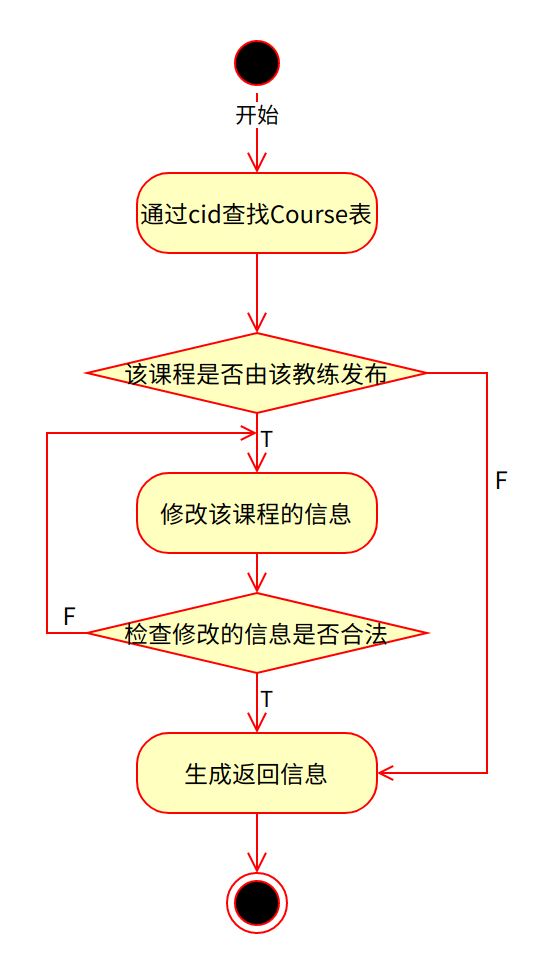 开始
通过cid查找Course表
该课程是否由该教练发布
T
F
修改该课程的信息
F
检查修改的信息是否合法
T
生成返回信息